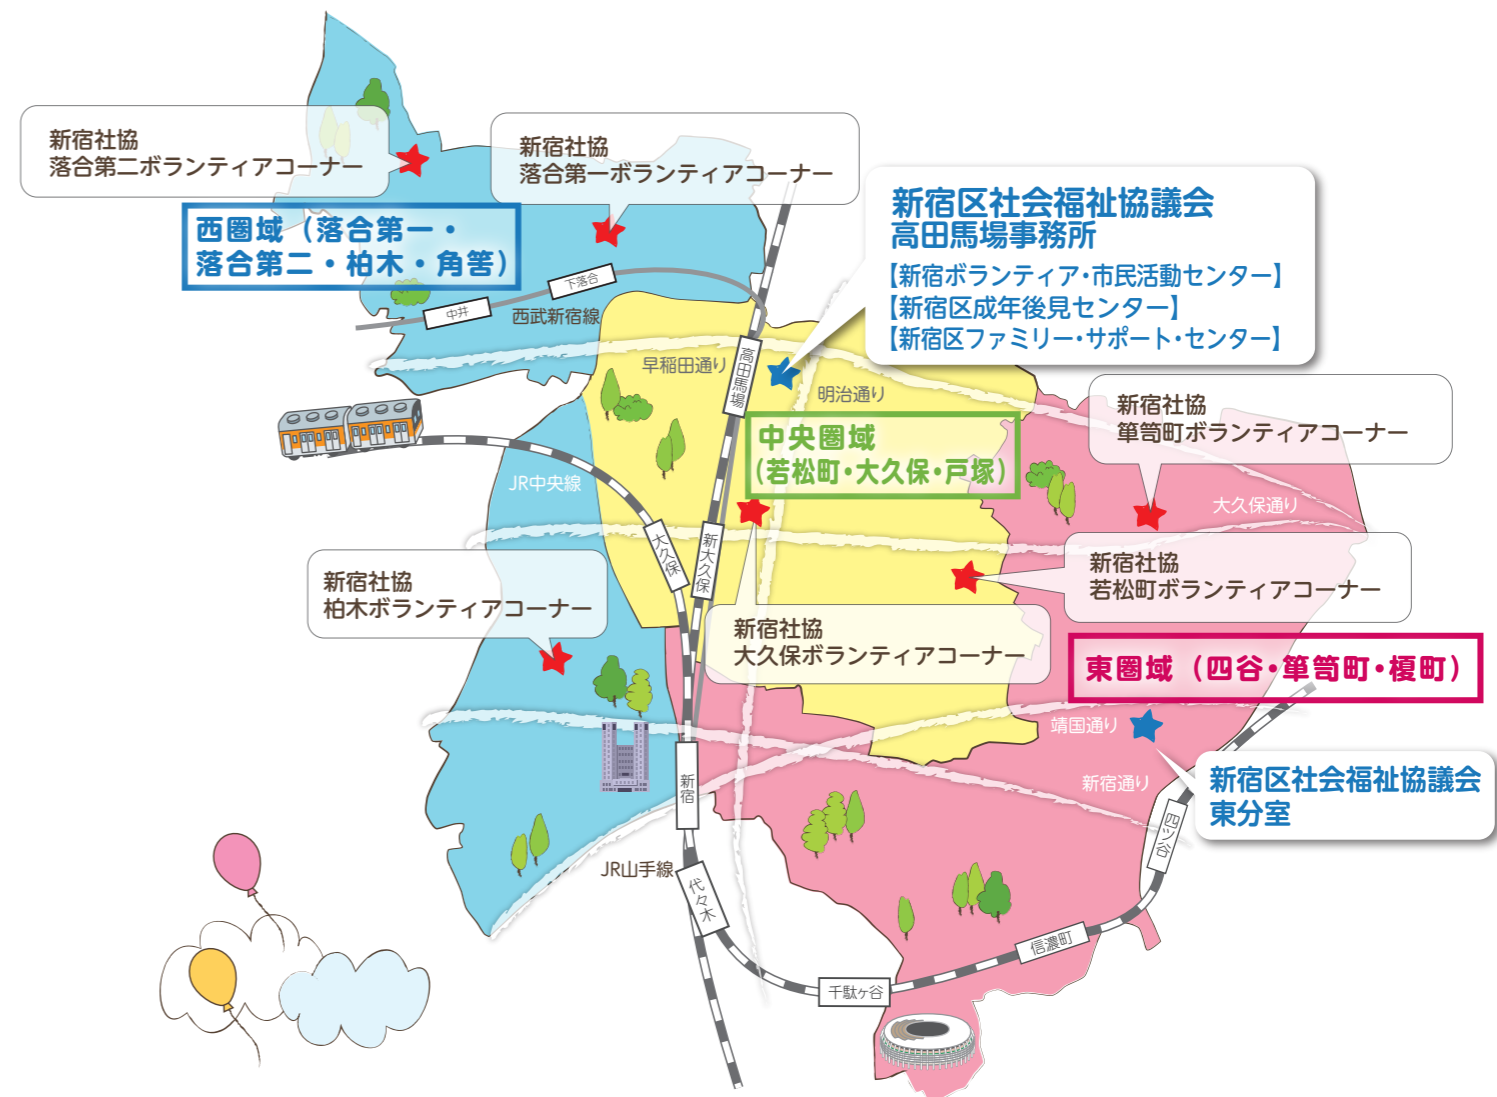 新宿社協
落合第二ボランティアコーナー
新宿社協
落合第一ボランティアコーナー
新宿区社会福祉協議会
高田馬場事務所
【新宿ボランティア・市民活動センター】
【新宿区成年後見センター】
【新宿区ファミリー・サポート・センター】
西圏域（落合第一・
落合第二・柏木・角筈）
下落合
中井
西武新宿線
早稲田通り
高田馬場
明治通り
新宿社協
箪笥町ボランティアコーナー
中央圏域
（若松町・大久保・戸塚）
JR中央線
大久保通り
大久保
新大久保
新宿社協
若松町ボランティアコーナー
新宿社協
柏木ボランティアコーナー
新宿社協
大久保ボランティアコーナー
東圏域（四谷・箪笥町・榎町）
靖国通り
新宿通り
新宿区社会福祉協議会
東分室
新宿
四ツ谷
JR山手線
代々木
信濃町
千駄ヶ谷